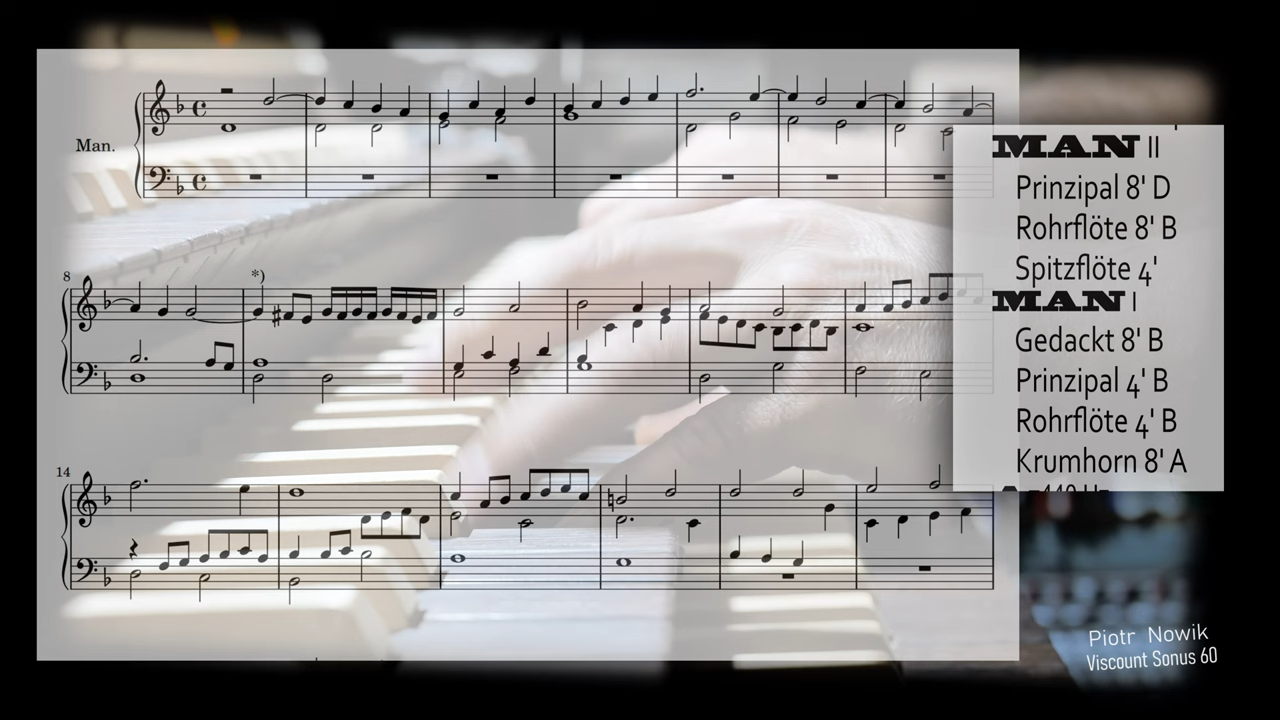 Man.
8
*)
14
MAN II
Prinzipal 8' D
Rohrflöte 8' B
Spitzflöte 4'
MAN I
Gedackt 8' B
Prinzipal 4' B
Rohrflöte 4' B
Krumhorn 8' A
Piotr Nowik
Viscount Sonus 60